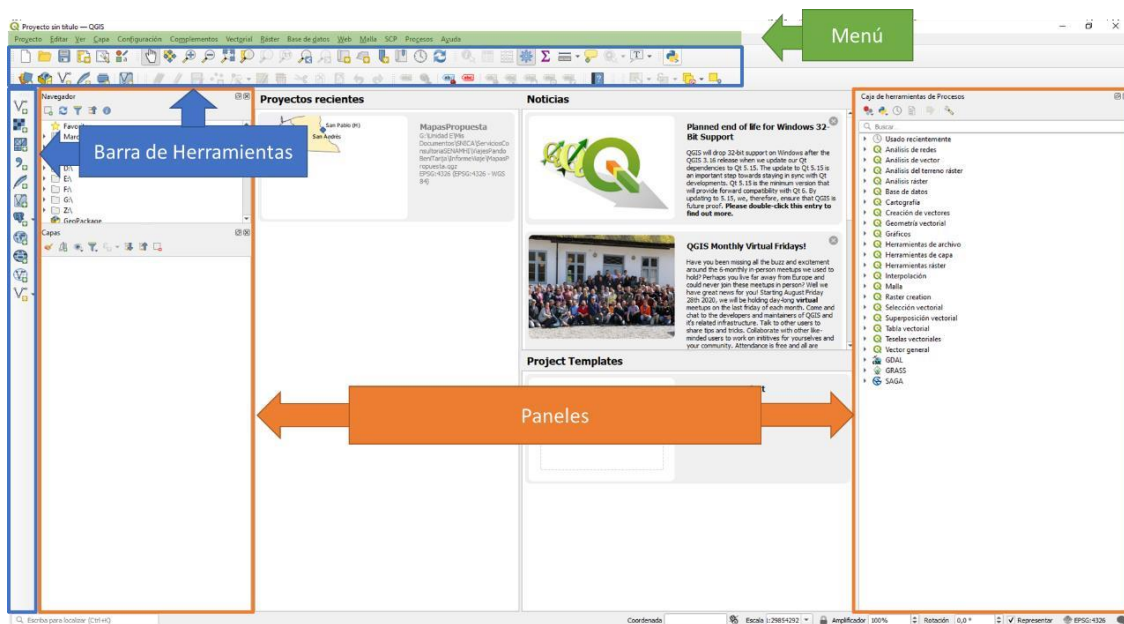 Proyecto sin título — QGIS
Proyecto Editar Ver Capa Configuración Complementos Vectorial Ráster Base de datos Web Malla SCP Procesos Ayuda
Menú
Navegador
Barra de Herramientas
D:\
E:\
F:\
G:\
Z:\
GeoPackage
Capas
Proyectos recientes
San Pablo (H)
San Andrés
MapasPropuesta
G:\Unidad E\Mis
Documentos\SNICA\ServiciosCo
nsultoria\SENAMHI\ViajesPando
BeniTarija\InformeViaje\MapasP
ropuesta.qgz
EPSG:4326 (EPSG:4326 - WGS
84)
Noticias
Planned end of life for Windows 32-
Bit Support
QGIS will drop 32-bit support on Windows after the
QGIS 3.16 release when we update our Qt
dependencies to Qt 5.15. The update to Qt 5.15 is
an important step towards staying in sync with Qt
developments. Qt 5.15 is the minimum version that
will provide forward compatibility with Qt 6. By
updating to 5.15, we, therefore, ensure that QGIS is
future proof. Please double-click this entry to
find out more.
QGIS Monthly Virtual Fridays!
Have you been missing all the buzz and excitement
around the 6-monthly in-person meetups we used to
hold? Perhaps you live far away from Europe and
could never join these meetups in person? Well we
have great news for you! Starting August Friday
28th 2020, we will be holding day-long virtual
meetups on the last friday of each month. Come and
chat to the developers and maintainers of QGIS and
it's related infrastructure. Talk to other users to
share tips and tricks. Collaborate with other like-
minded users to work on inititives for yourselves and
your community. Attendance is free and all are
Project Templates
Paneles
Caja de herramientas de Procesos
Buscar...
Usado recientemente
Análisis de redes
Análisis de vector
Análisis del terreno ráster
Análisis ráster
Base de datos
Cartografía
Creación de vectores
Geometría vectorial
Gráficos
Herramientas de archivo
Herramientas de capa
Herramientas ráster
Interpolación
Malla
Raster creation
Selección vectorial
Superposición vectorial
Tabla vectorial
Teselas vectoriales
Vector general
GDAL
GRASS
SAGA
Escriba para localizar (Ctrl+K)
Coordenada
Escala 1:29854292
Amplificador 100%
Rotación 0,0 °
Representar
EPSG:4326